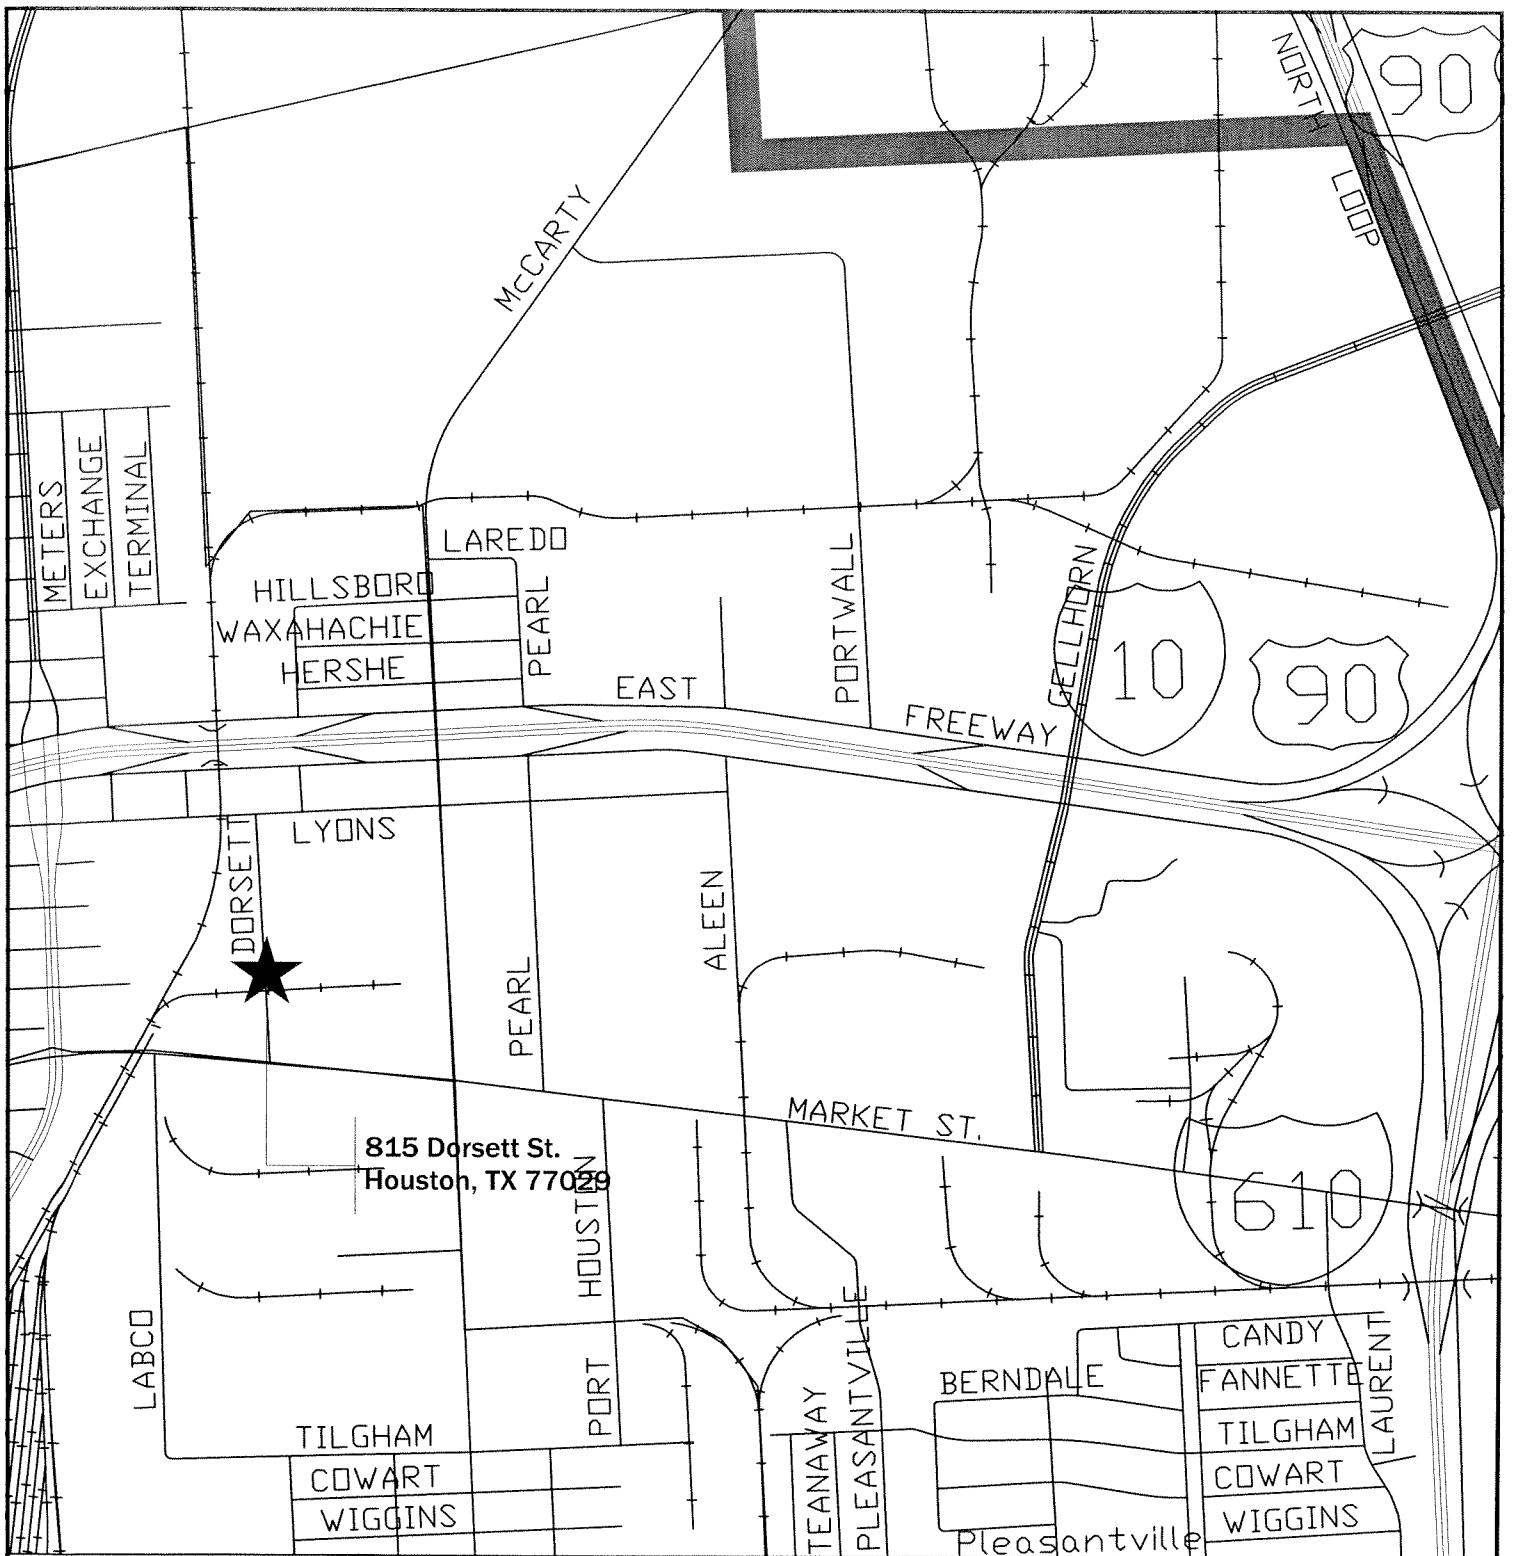 90
NORTH
LOOP
McCARTY
METERS
EXCHANGE
TERMINAL
LAREDO
HILLSBORO
WAXAHACHIE
HERSHE
PEARL
EAST
PORTWALL
FREEWAY
GELLHORN
10
90
LYONS
DORSETT
ALEEN
PEARL
MARKET ST.
815 Dorsett St.
Houston, TX 77029
610
PORT HOUSTON
LABCO
CANDY
FANNETTE
BERNDALE
LAURENT
TILGHAM
TILGHAM
COWART
COWART
WIGGINS
WIGGINS
TEANAWAY
PLEASANTVILLE
Pleasantville